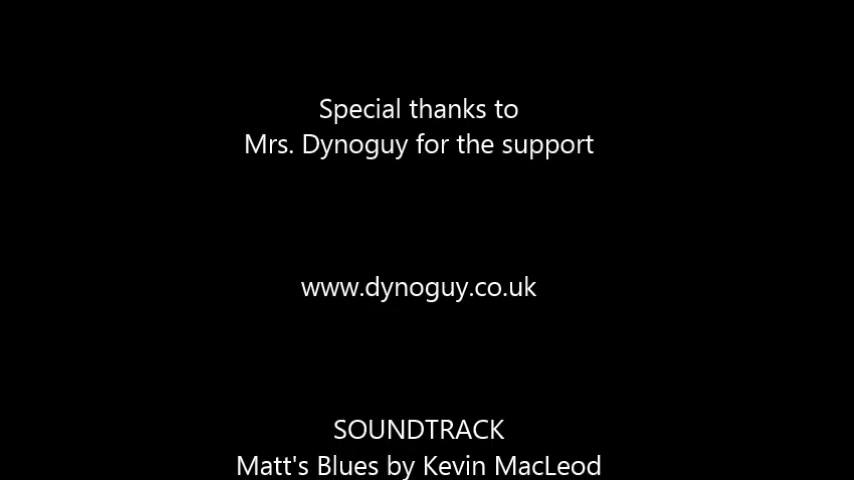 Special thanks to
Mrs. Dynoguy for the support
www.dynoguy.co.uk
SOUNDTRACK
Matt's Blues by Kevin MacLeod